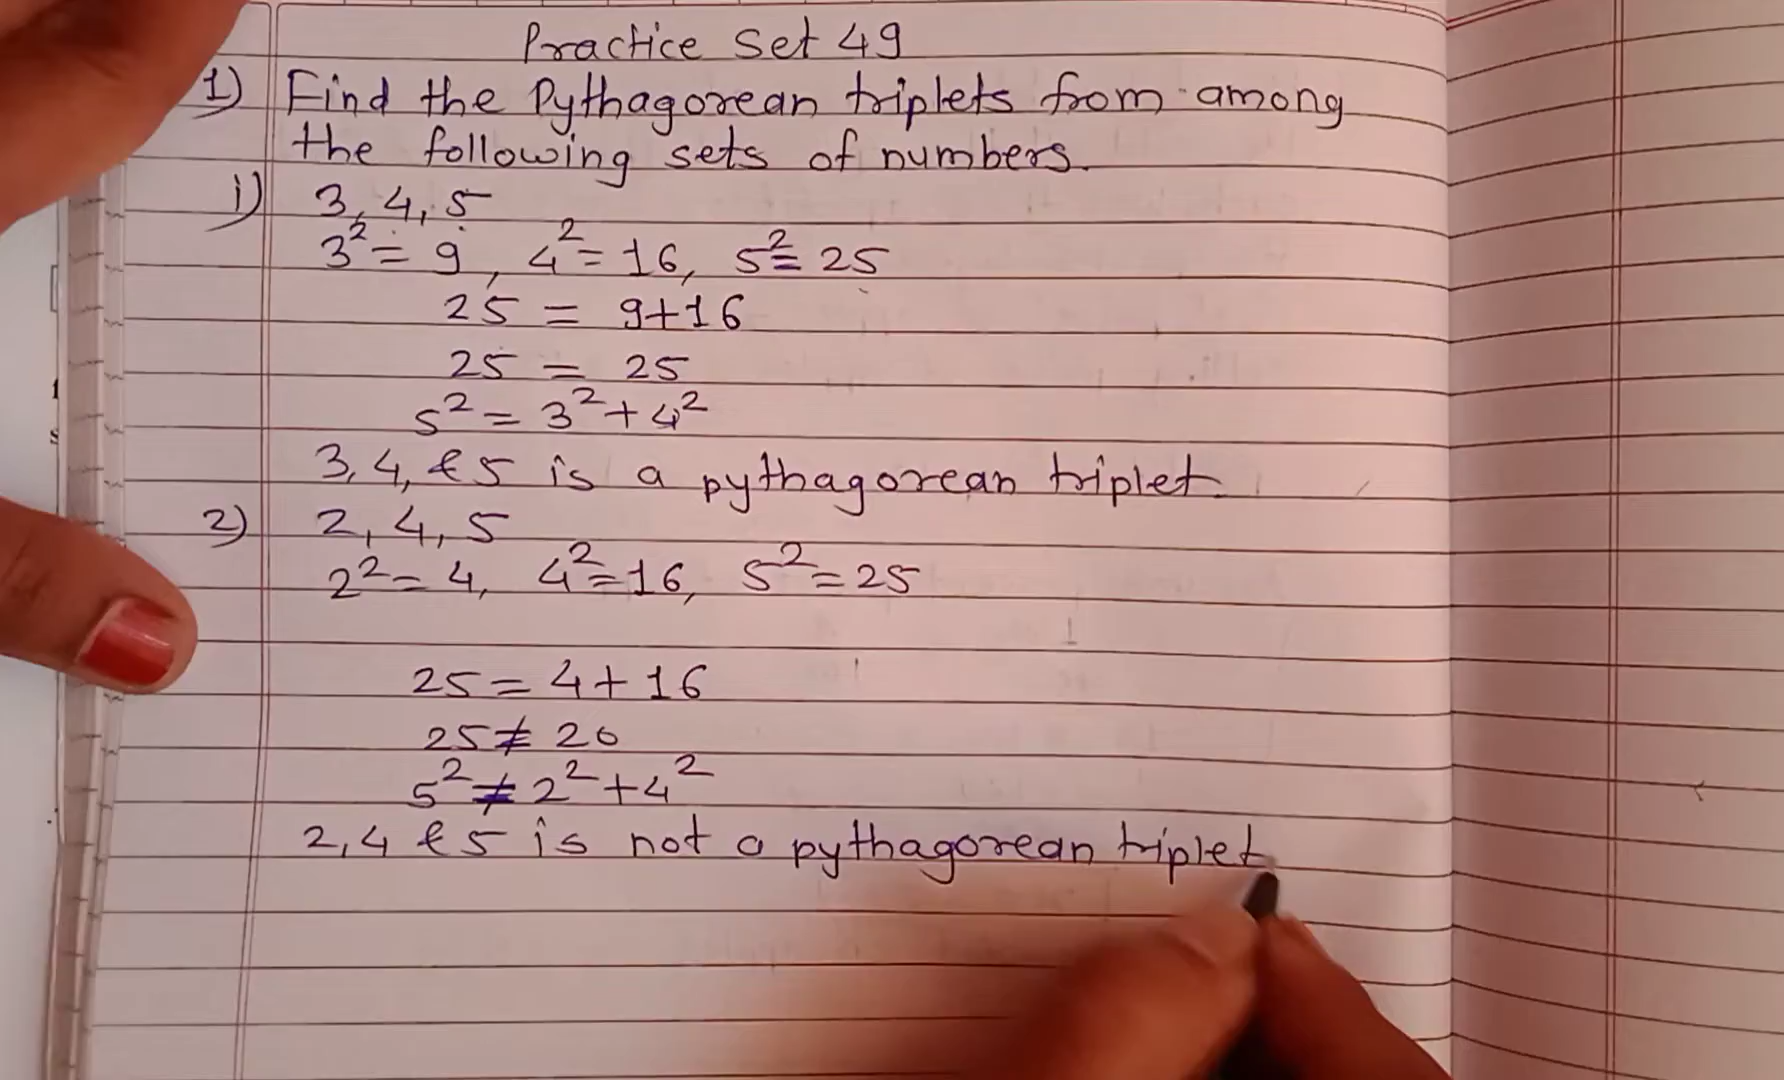 Practice Set 49
1) Find the Pythagorean triplets from among
the following sets of numbers.
i) 3, 4, 5
3² = 9, 4² = 16, 5² = 25
25 = 9+16
25 = 25
5² = 3² + 4²
3, 4, & 5 is a pythagorean triplet.
2) 2, 4, 5
2² = 4, 4² = 16, 5² = 25
25 = 4 + 16
25 ≠ 20
5² ≠ 2² + 4²
2, 4 & 5 is not a pythagorean triplet